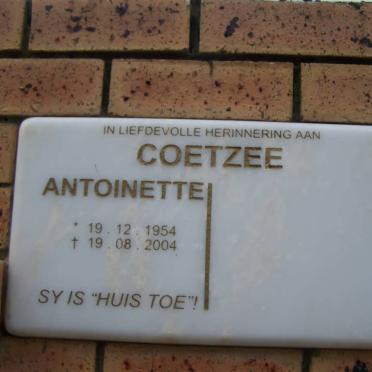 IN LIEFDEVOLLE HERINNERING AAN
COETZEE
ANTOINETTE
* 19 . 12 . 1954
† 19 . 08 . 2004
SY IS "HUIS TOE"!